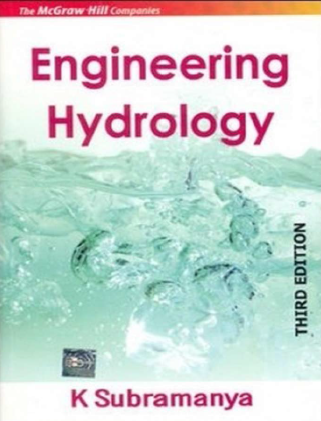 The McGraw-Hill Companies
Engineering
Hydrology
THIRD EDITION
K Subramanya